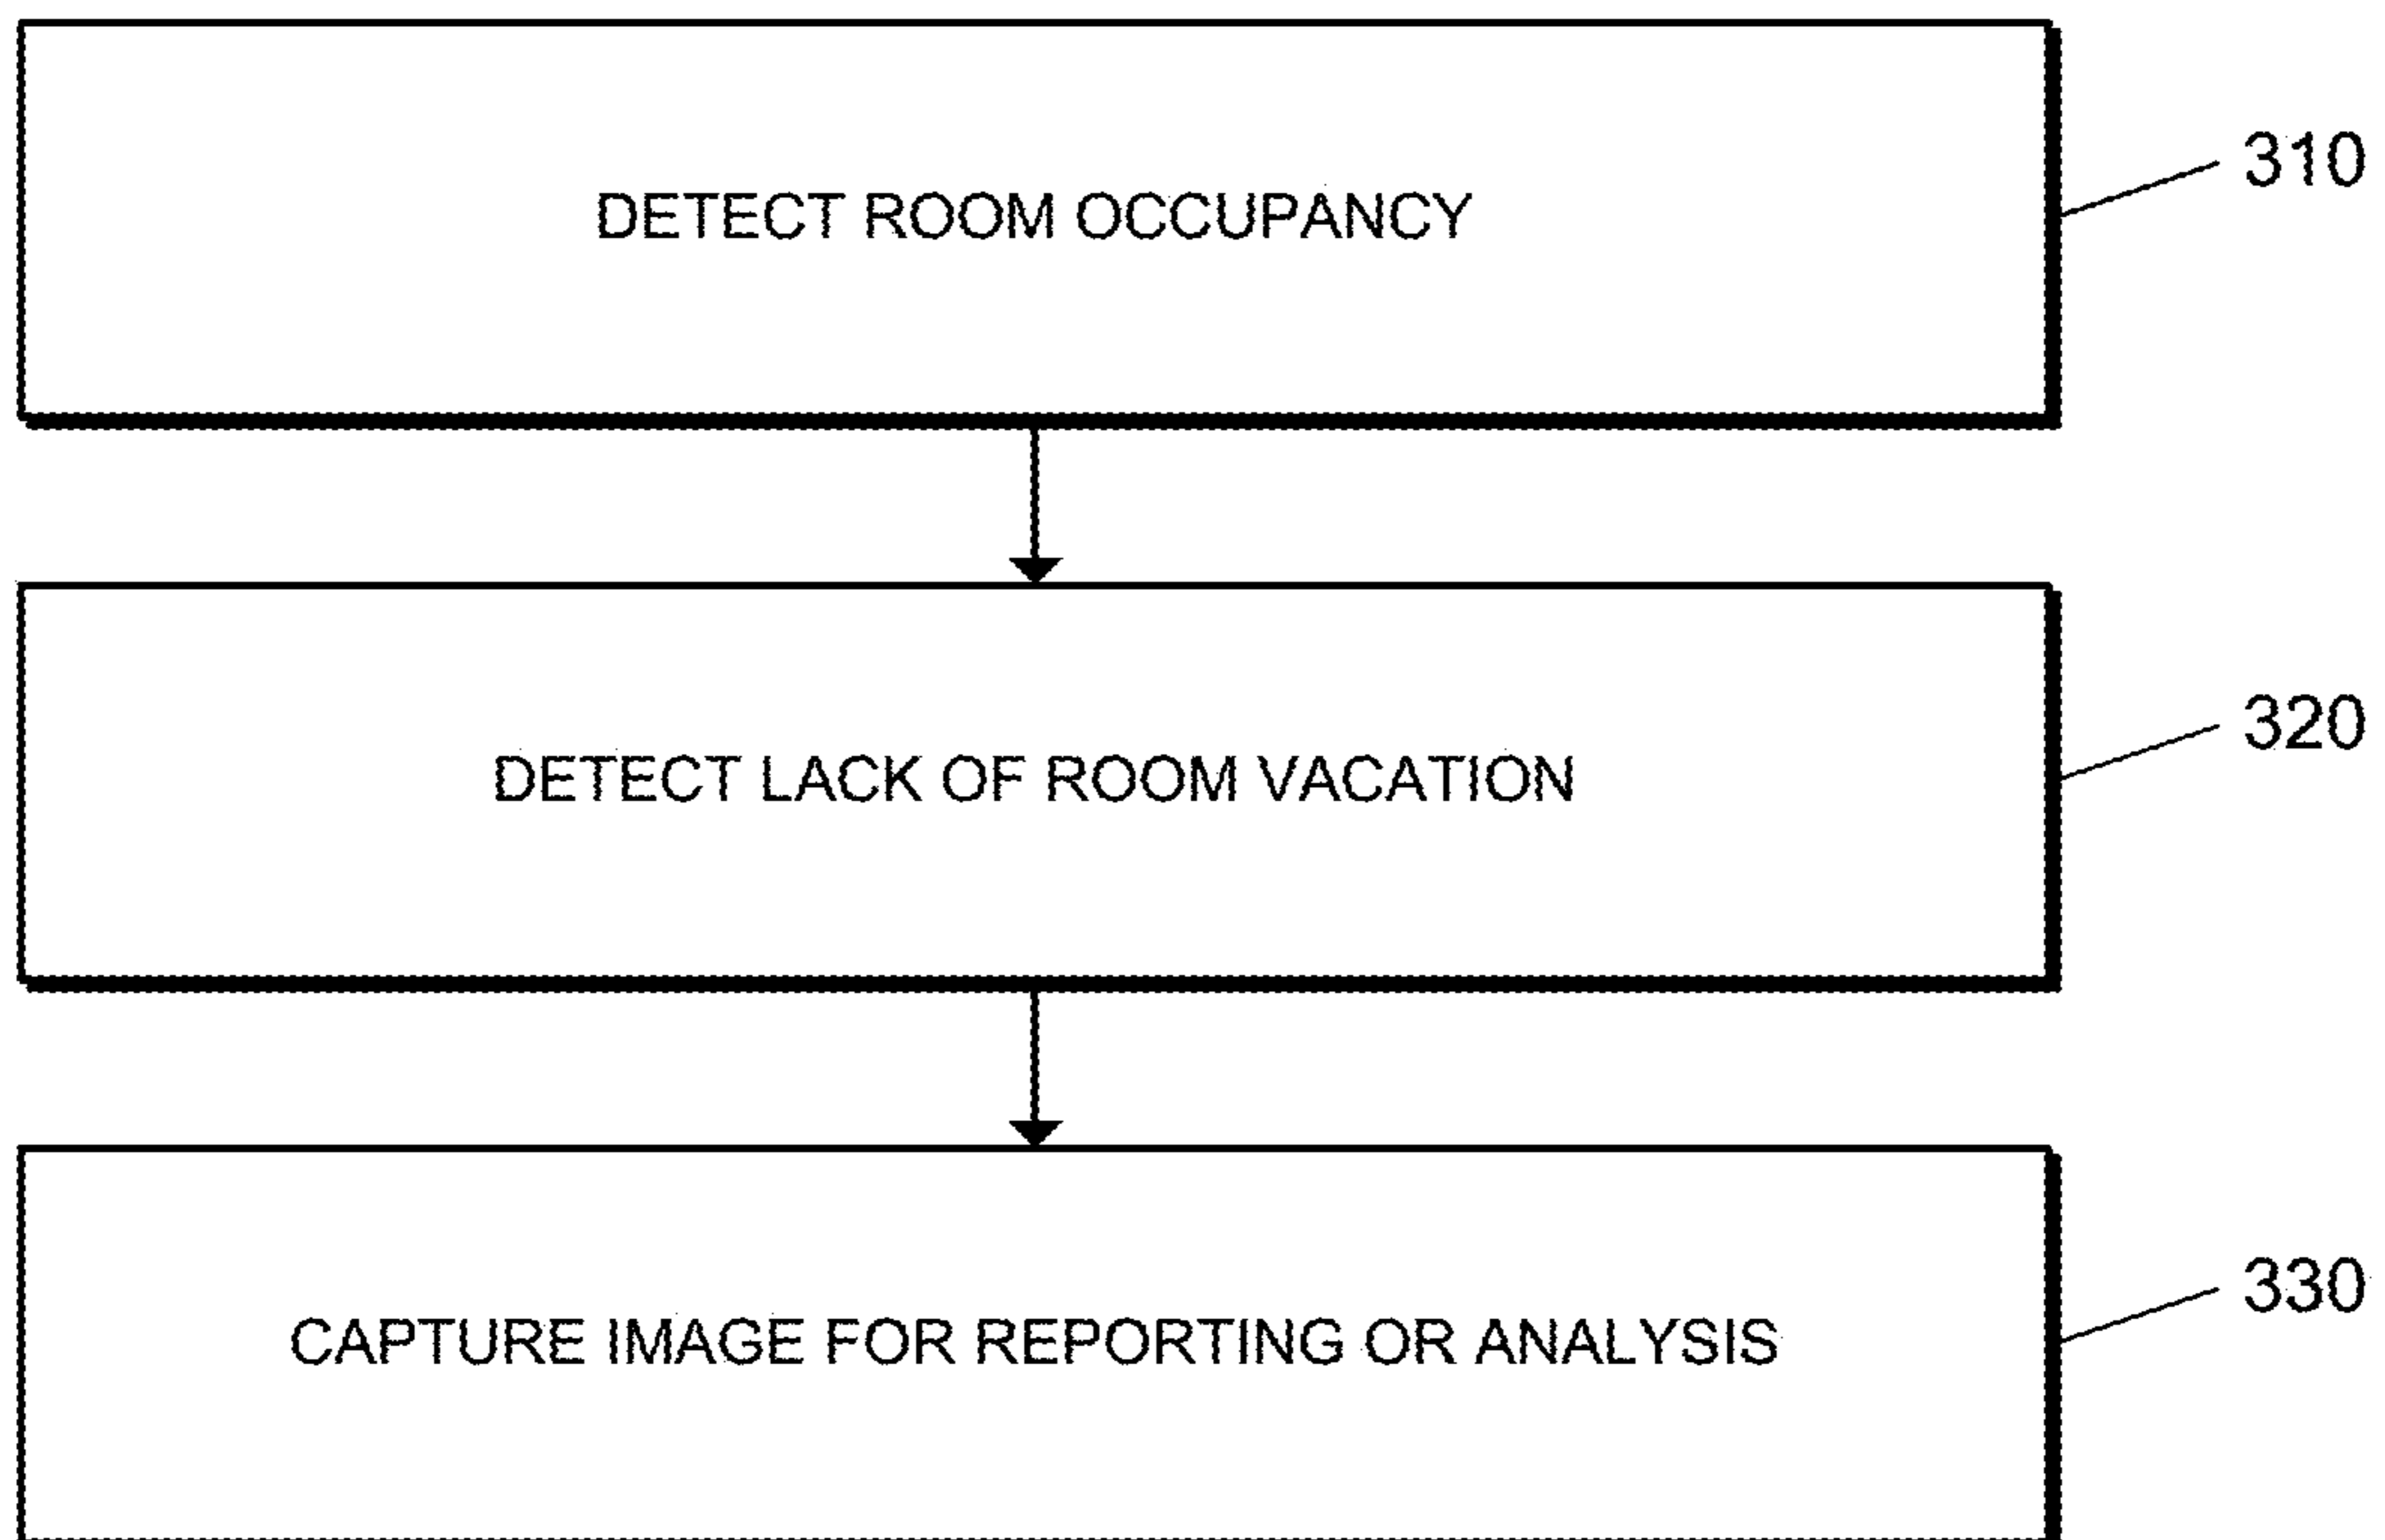 DETECT ROOM OCCUPANCY
310
DETECT LACK OF ROOM VACATION
320
CAPTURE IMAGE FOR REPORTING OR ANALYSIS
330